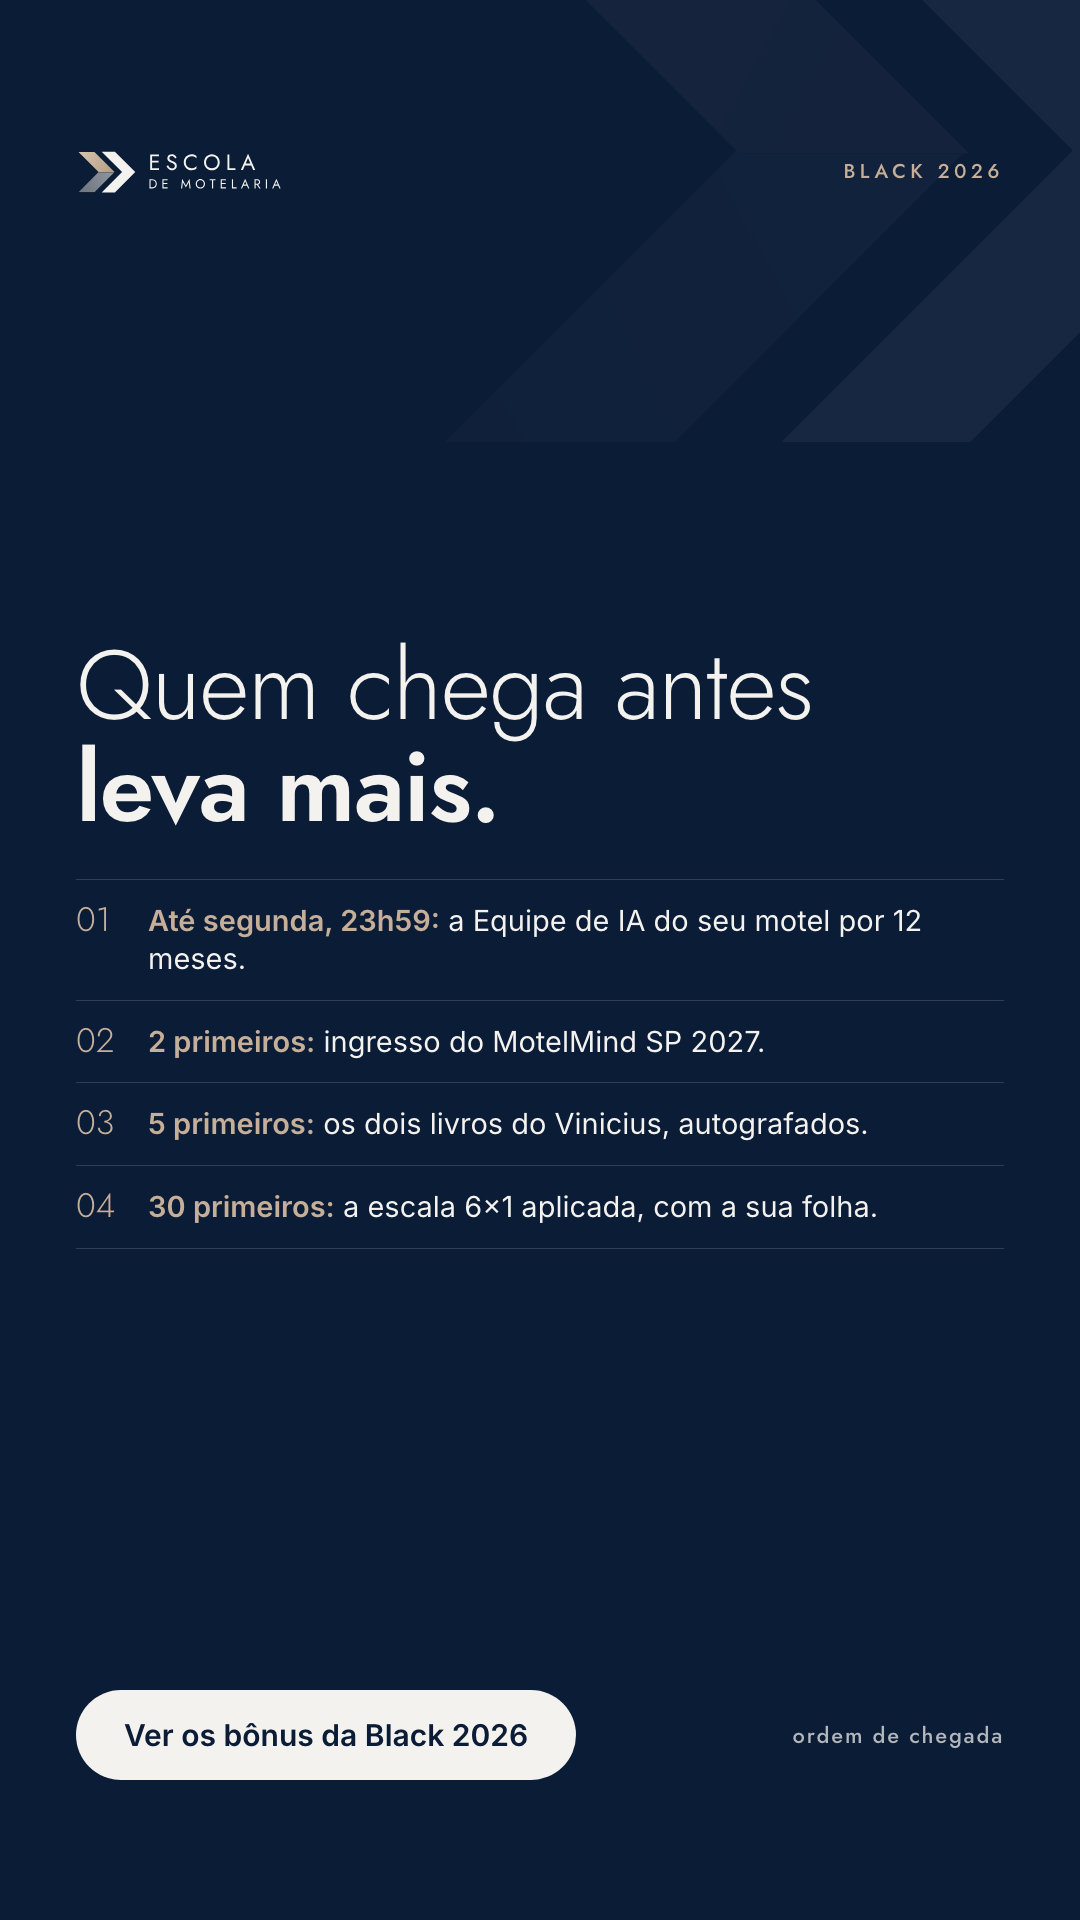 ESCOLA
DE MOTELARIA
BLACK 2026
Quem chega antes
leva mais.
01 Até segunda, 23h59: a Equipe de IA do seu motel por 12
meses.
02 2 primeiros: ingresso do MotelMind SP 2027.
03 5 primeiros: os dois livros do Vinicius, autografados.
04 30 primeiros: a escala 6×1 aplicada, com a sua folha.
Ver os bônus da Black 2026
ordem de chegada